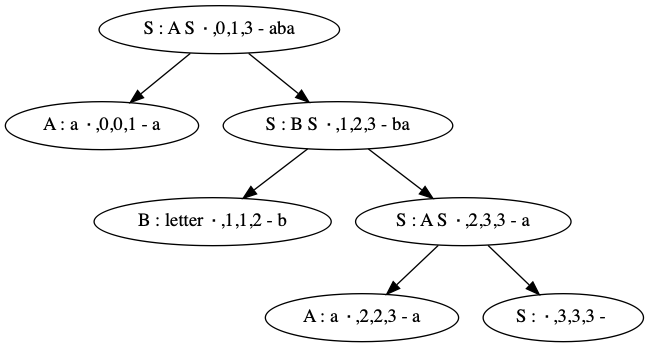 S : A S ·,0,1,3 - aba
A : a ·,0,0,1 - a
S : B S ·,1,2,3 - ba
B : letter ·,1,1,2 - b
S : A S ·,2,3,3 - a
A : a ·,2,2,3 - a
S : ·,3,3,3 -